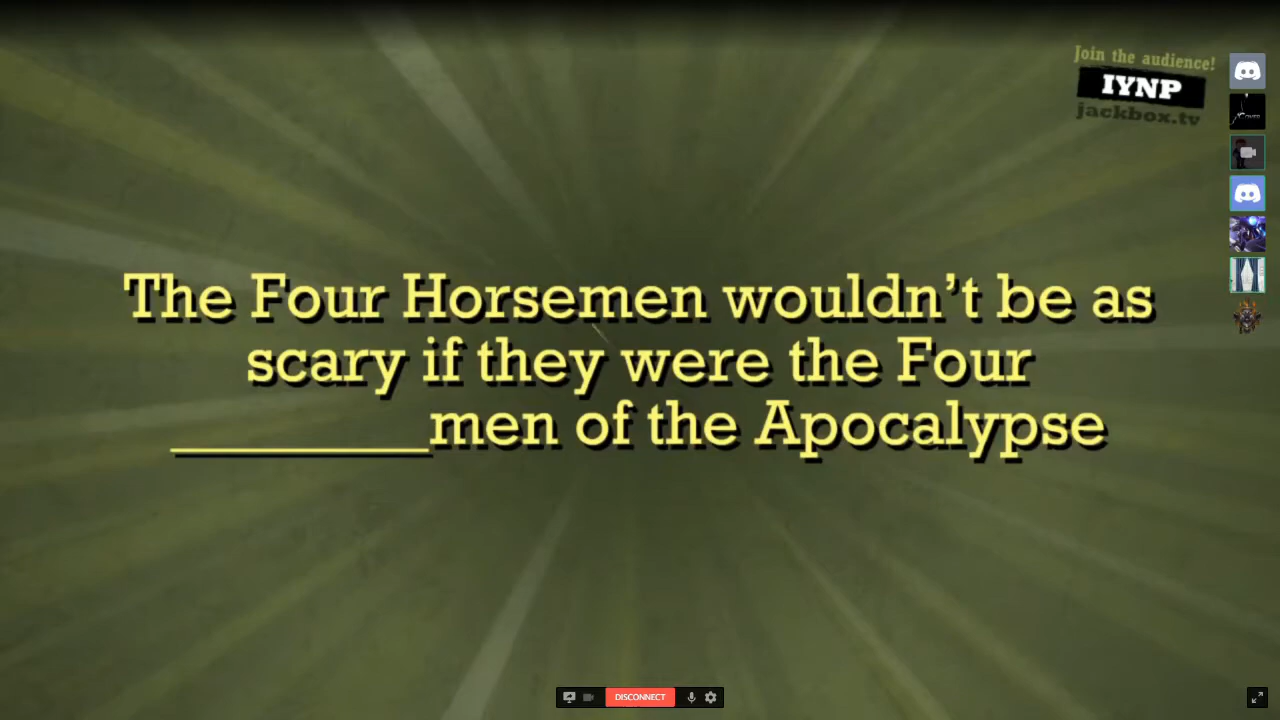 Join the audience!
IYNP
jackbox.tv
The Four Horsemen wouldn't be as
scary if they were the Four
_________men of the Apocalypse
DISCONNECT